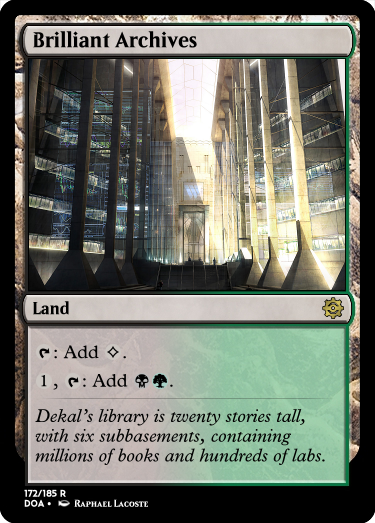 Brilliant Archives
Land
: Add .
1 , : Add .
Dekal's library is twenty stories tall,
with six subbasements, containing
millions of books and hundreds of labs.
172/185 R
DOA • Raphael Lacoste